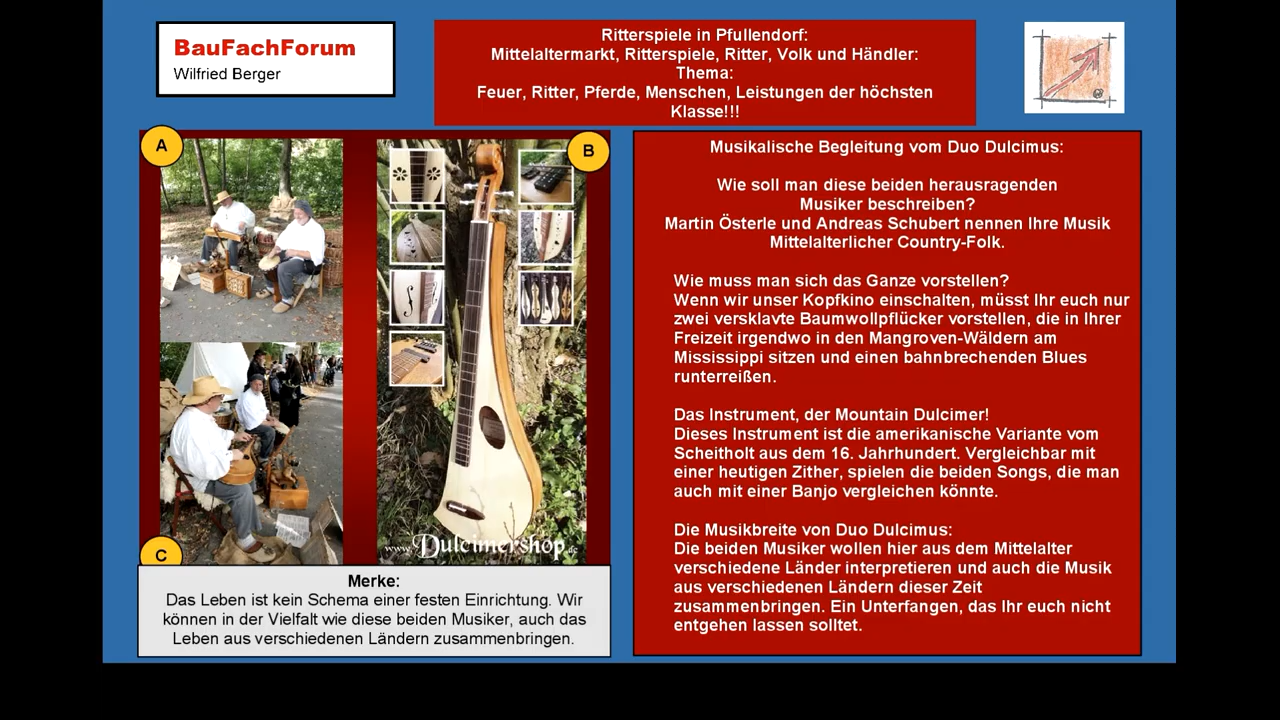 BauFachForum
Wilfried Berger
Ritterspiele in Pfullendorf:
Mittelaltermarkt, Ritterspiele, Ritter, Volk und Händler:
Thema:
Feuer, Ritter, Pferde, Menschen, Leistungen der höchsten
Klasse!!!
A
B
C
www.Dulcimershop.de
Merke:
Das Leben ist kein Schema einer festen Einrichtung. Wir
können in der Vielfalt wie diese beiden Musiker, auch das
Leben aus verschiedenen Ländern zusammenbringen.
Musikalische Begleitung vom Duo Dulcimus:
Wie soll man diese beiden herausragenden
Musiker beschreiben?
Martin Österle und Andreas Schubert nennen Ihre Musik
Mittelalterlicher Country-Folk.
Wie muss man sich das Ganze vorstellen?
Wenn wir unser Kopfkino einschalten, müsst Ihr euch nur
zwei versklavte Baumwollpflücker vorstellen, die in Ihrer
Freizeit irgendwo in den Mangroven-Wäldern am
Mississippi sitzen und einen bahnbrechenden Blues
runterreißen.
Das Instrument, der Mountain Dulcimer!
Dieses Instrument ist die amerikanische Variante vom
Scheitholt aus dem 16. Jahrhundert. Vergleichbar mit
einer heutigen Zither, spielen die beiden Songs, die man
auch mit einer Banjo vergleichen könnte.
Die Musikbreite von Duo Dulcimus:
Die beiden Musiker wollen hier aus dem Mittelalter
verschiedene Länder interpretieren und auch die Musik
aus verschiedenen Ländern dieser Zeit
zusammenbringen. Ein Unterfangen, das Ihr euch nicht
entgehen lassen solltet.